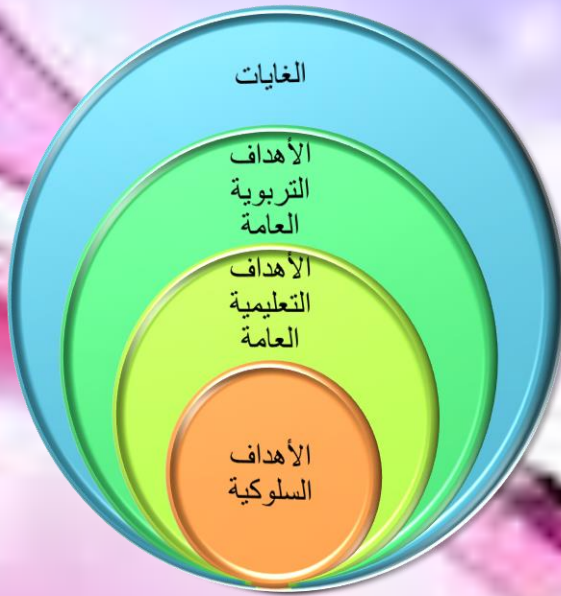 الغايات
الأهداف
التربوية
العامة
الأهداف
التعليمية
العامة
الأهداف
السلوكية